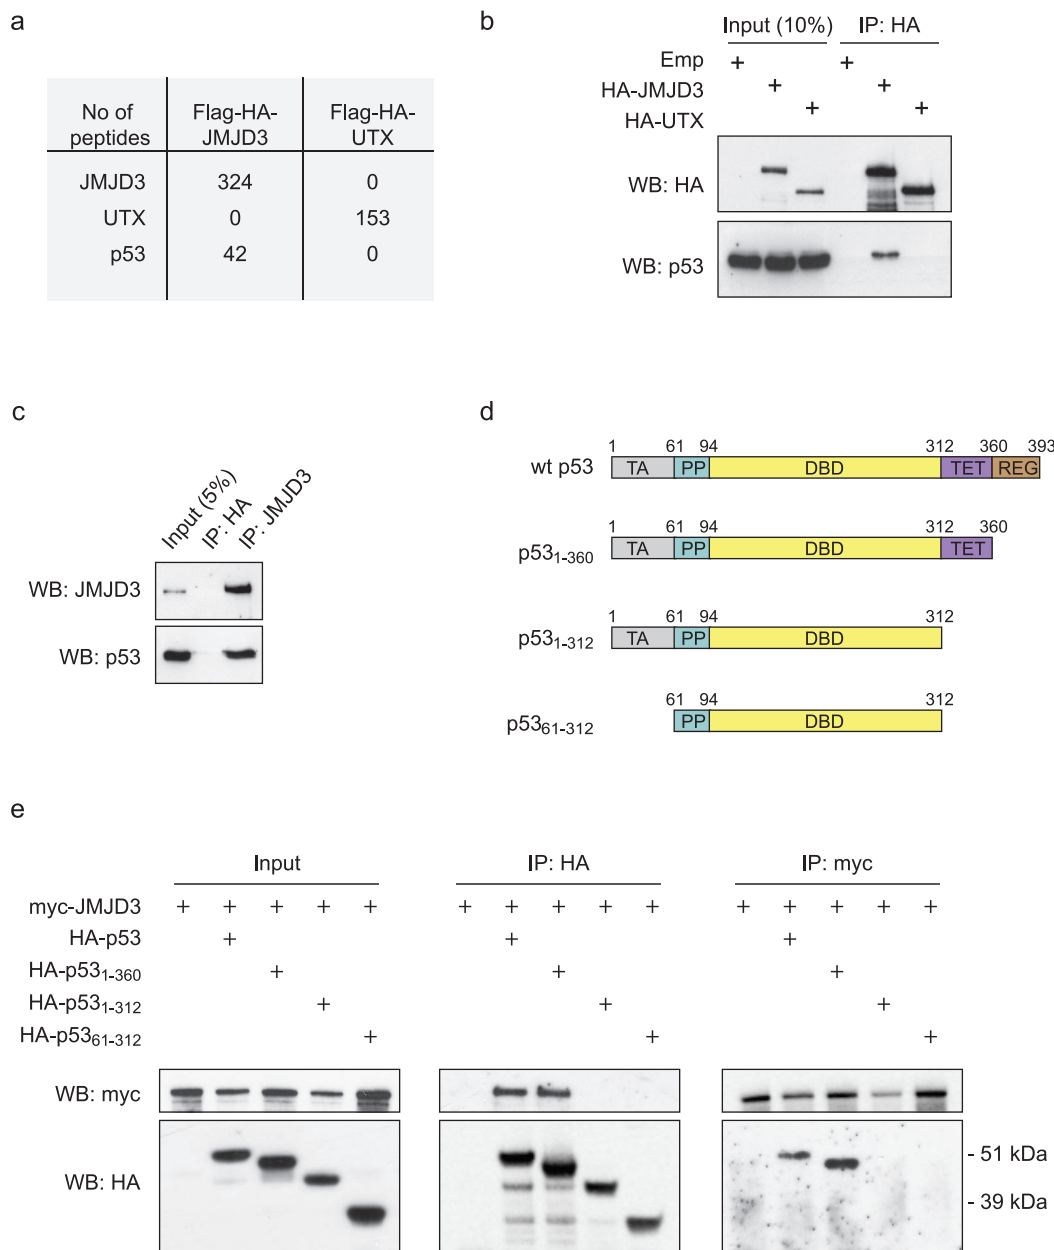 a
No of peptides Flag-HA-JMJD3 Flag-HA-UTX
JMJD3 324 0
UTX 0 153
p53 42 0
b
Input (10%) IP: HA
Emp + +
HA-JMJD3 + +
HA-UTX + +
WB: HA
WB: p53
c
Input (5%) IP: HA IP: JMJD3
WB: JMJD3
WB: p53
d
1 61 94 312 360 393
wt p53 TA PP DBD TET REG
1 61 94 312 360
p53₁₋₃₆₀ TA PP DBD TET
1 61 94 312
p53₁₋₃₁₂ TA PP DBD
61 94 312
p53₆₁₋₃₁₂ PP DBD
e
Input IP: HA IP: myc
myc-JMJD3 + + + + + + + + + + + + + + +
HA-p53 + + +
HA-p53₁₋₃₆₀ + + +
HA-p53₁₋₃₁₂ + + +
HA-p53₆₁₋₃₁₂ + + +
WB: myc
WB: HA
- 51 kDa
- 39 kDa